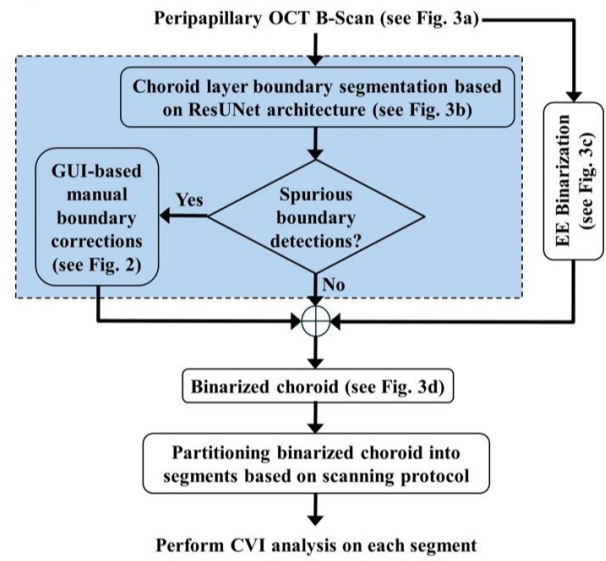 Peripapillary OCT B-Scan (see Fig. 3a)
Choroid layer boundary segmentation based
on ResUNet architecture (see Fig. 3b)
EE Binarization
(see Fig. 3c)
GUI-based
manual
boundary
corrections
(see Fig. 2)
Yes
Spurious
boundary
detections?
No
Binarized choroid (see Fig. 3d)
Partitioning binarized choroid into
segments based on scanning protocol
Perform CVI analysis on each segment